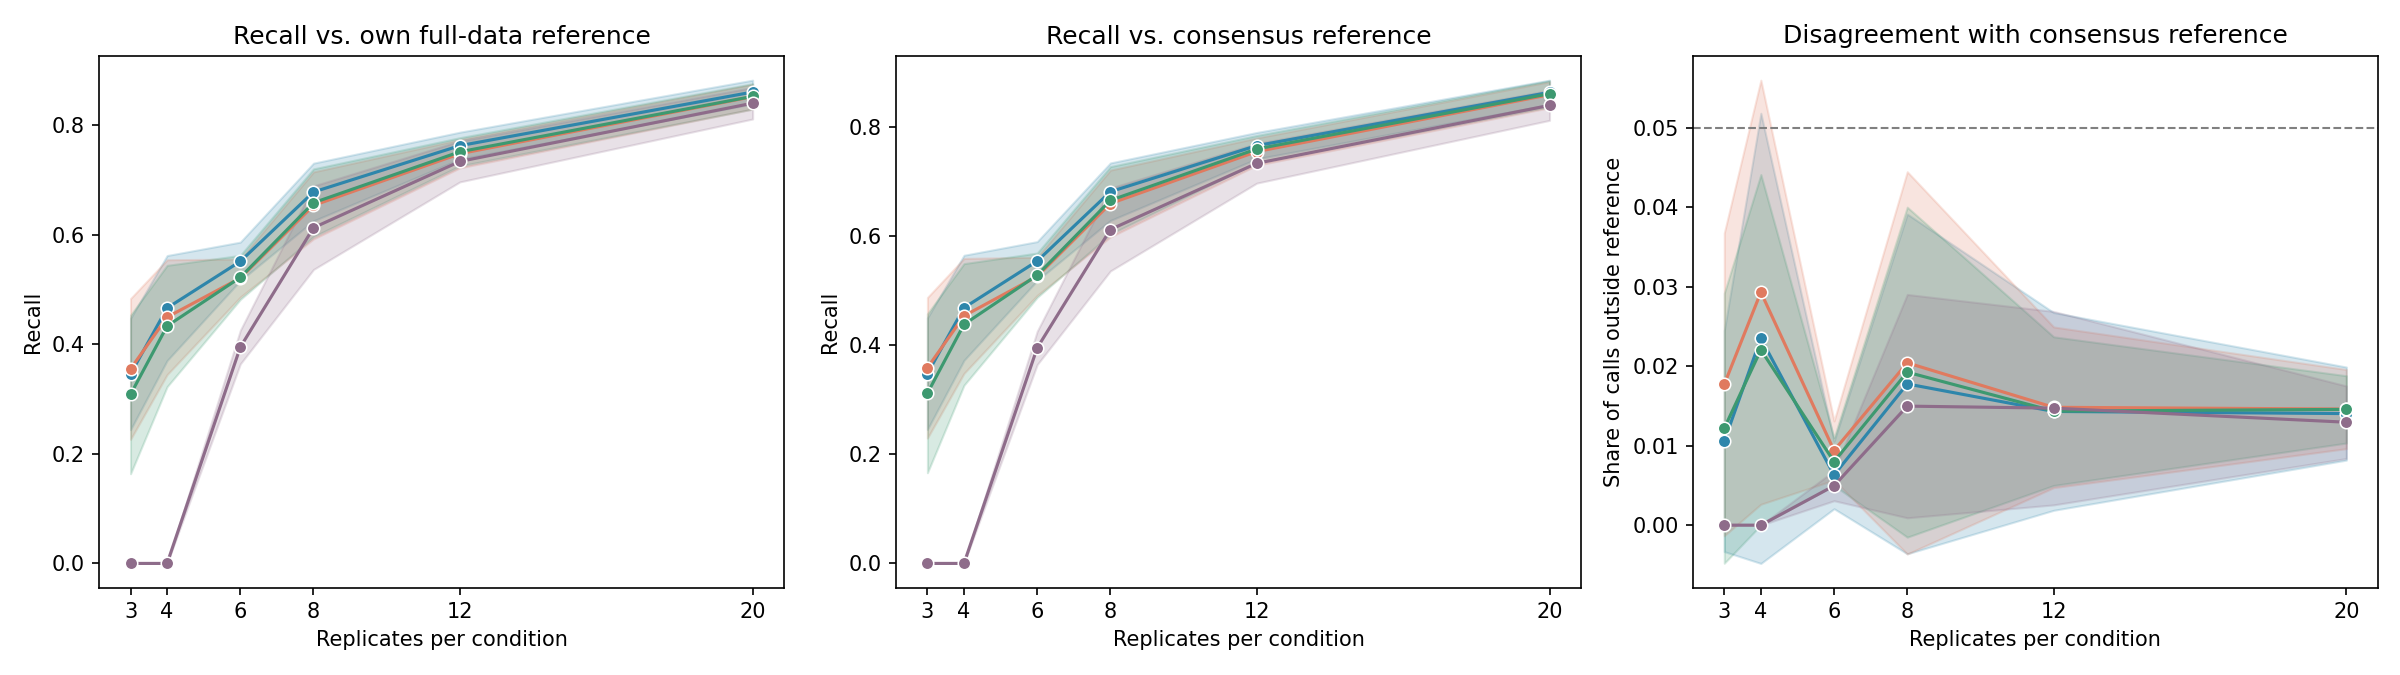 Recall vs. own full-data reference
Recall
0.8
0.6
0.4
0.2
0.0
3 4 6 8 12 20
Replicates per condition
Recall vs. consensus reference
Recall
0.8
0.6
0.4
0.2
0.0
3 4 6 8 12 20
Replicates per condition
Disagreement with consensus reference
Share of calls outside reference
0.05
0.04
0.03
0.02
0.01
0.00
3 4 6 8 12 20
Replicates per condition